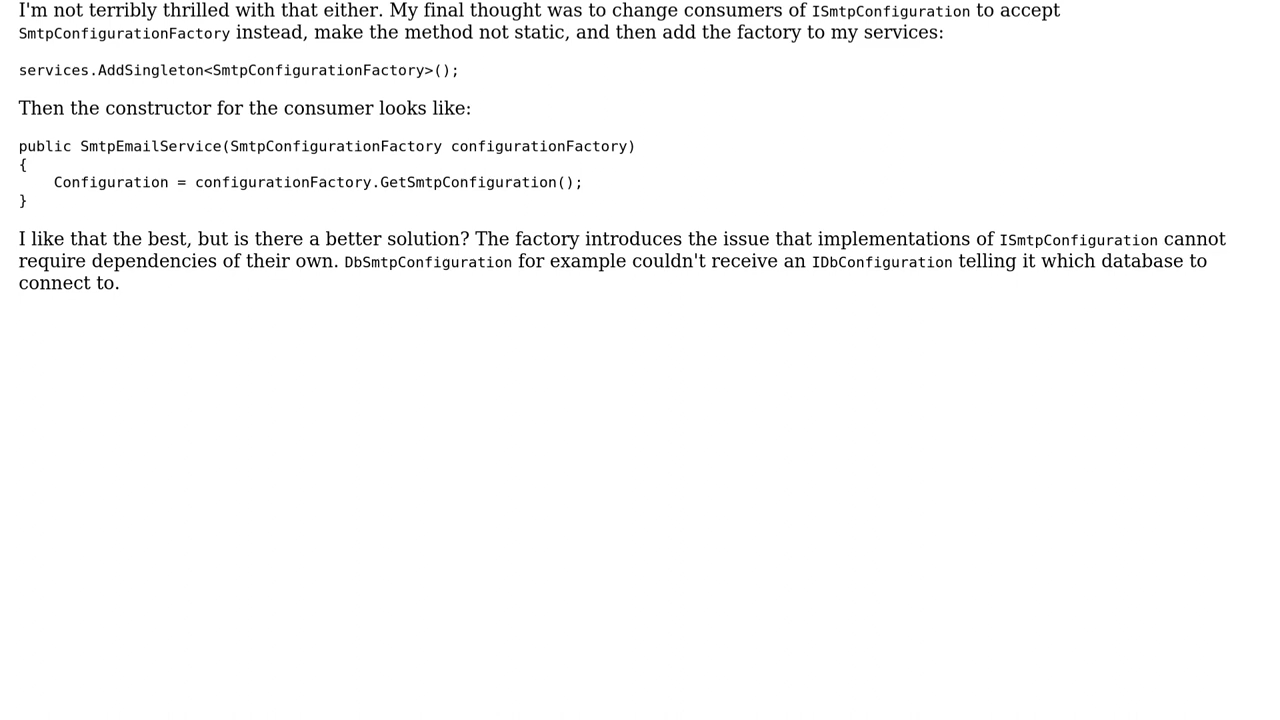 I'm not terribly thrilled with that either. My final thought was to change consumers of ISmtpConfiguration to accept
SmtpConfigurationFactory instead, make the method not static, and then add the factory to my services:
services.AddSingleton<SmtpConfigurationFactory>();
Then the constructor for the consumer looks like:
public SmtpEmailService(SmtpConfigurationFactory configurationFactory)
{
    Configuration = configurationFactory.GetSmtpConfiguration();
}
I like that the best, but is there a better solution? The factory introduces the issue that implementations of ISmtpConfiguration cannot
require dependencies of their own. DbSmtpConfiguration for example couldn't receive an IDbConfiguration telling it which database to
connect to.